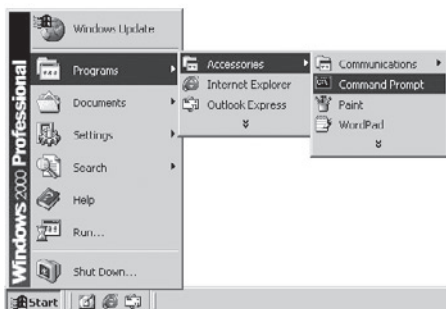 Windows 2000 Professional
Windows Update
Programs
Documents
Settings
Search
Help
Run...
Shut Down...
Accessories
Internet Explorer
Outlook Express
Communications
Command Prompt
Paint
WordPad
Start